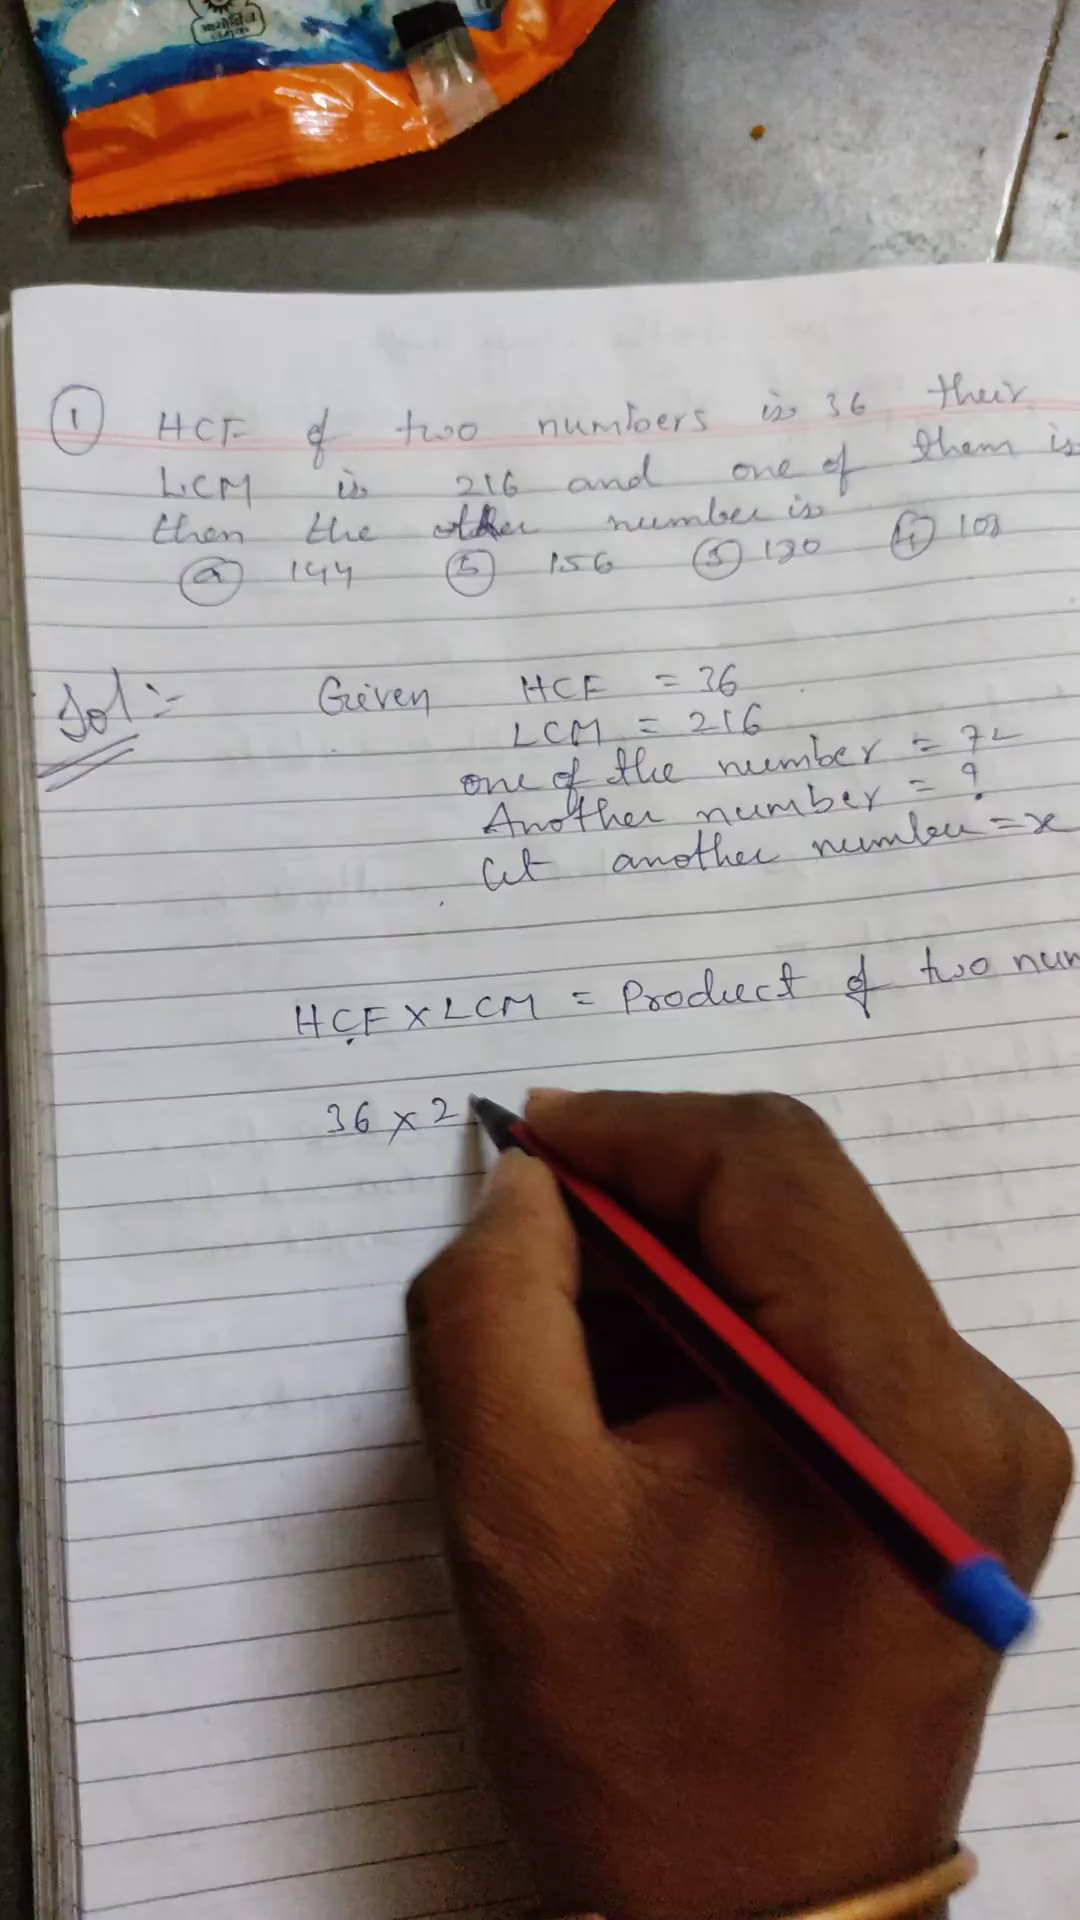 ① HCF of two numbers is 36 their
LCM is 216 and one of them is
then the other number is
ⓐ 144 ⓑ 156 ③ 180 ④ 108
Sol :-
Given HCF = 36
LCM = 216
one of the number = 72
Another number = ?
let another number = x
HCF × LCM = Product of two num
36 × 2